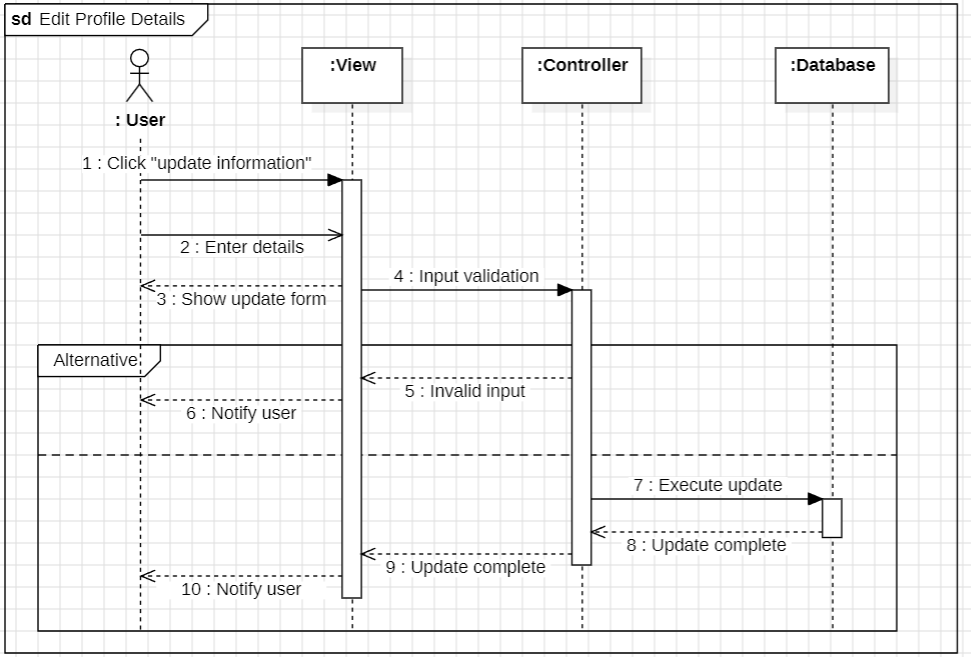 sd Edit Profile Details
: User
:View
:Controller
:Database
1 : Click "update information"
2 : Enter details
3 : Show update form
4 : Input validation
Alternative
5 : Invalid input
6 : Notify user
7 : Execute update
8 : Update complete
9 : Update complete
10 : Notify user